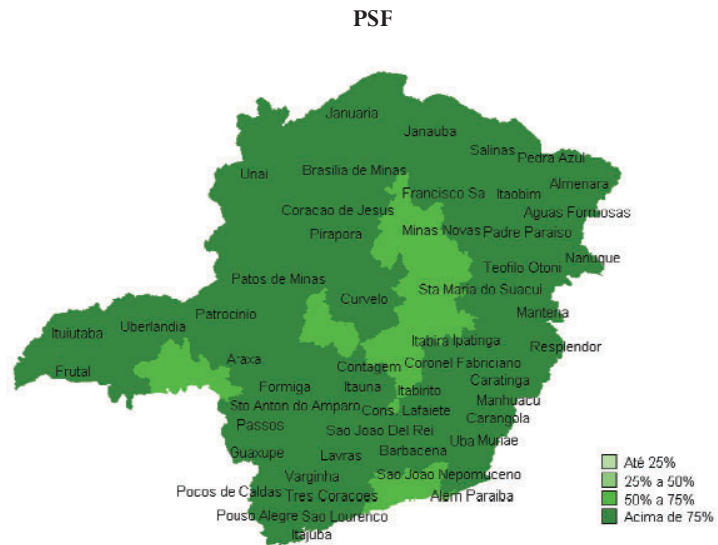 PSF
Januaria
Janauba
Salinas
Pedra Azul
Brasilia de Minas
Unai
Almenara
Francisco Sa
Itaobim
Coracao de Jesus
Aguas Formosas
Pirapora
Minas Novas
Padre Paraiso
Nanuque
Teofilo Otoni
Patos de Minas
Sta Maria do Suacui
Curvelo
Patrocinio
Mantena
Uberlandia
Ituiutaba
Itabira
Ipatinga
Resplendor
Araxa
Contagem
Coronel Fabriciano
Frutal
Formiga
Itauna
Itabirito
Caratinga
Manhuacu
Sto Anton do Amparo
Cons. Lafaiete
Carangola
Passos
Sao Joao Del Rei
Uba
Muriae
Guaxupe
Lavras
Barbacena
Varginha
Sao Joao Nepomuceno
Pocos de Caldas
Tres Coracoes
Alem Paraiba
Pouso Alegre
Sao Lourenco
Itajuba
Até 25%
25% a 50%
50% a 75%
Acima de 75%